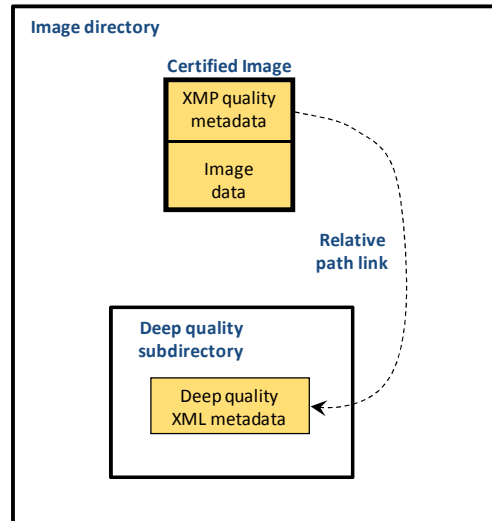 Image directory
Certified Image
XMP quality
metadata
Image
data
Relative
path link
Deep quality
subdirectory
Deep quality
XML metadata